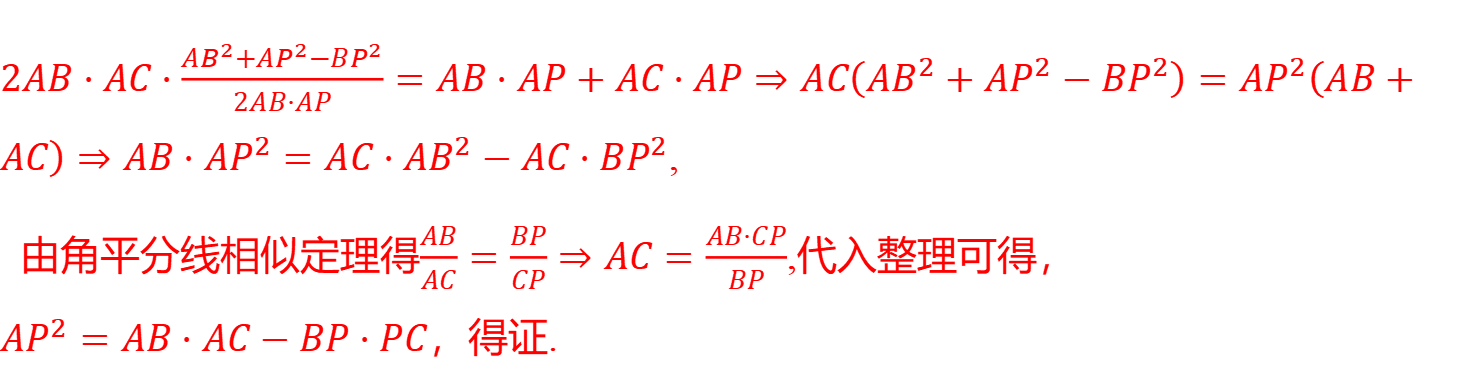 2AB · AC · (AB²+AP²−BP²)/(2AB·AP) = AB · AP + AC · AP ⇒ AC(AB² + AP² − BP²) = AP²(AB +
AC) ⇒ AB · AP² = AC · AB² − AC · BP²,
由角平分线相似定理得AB/AC = BP/CP ⇒ AC = (AB·CP)/BP,代入整理可得，
AP² = AB · AC − BP · PC，得证.